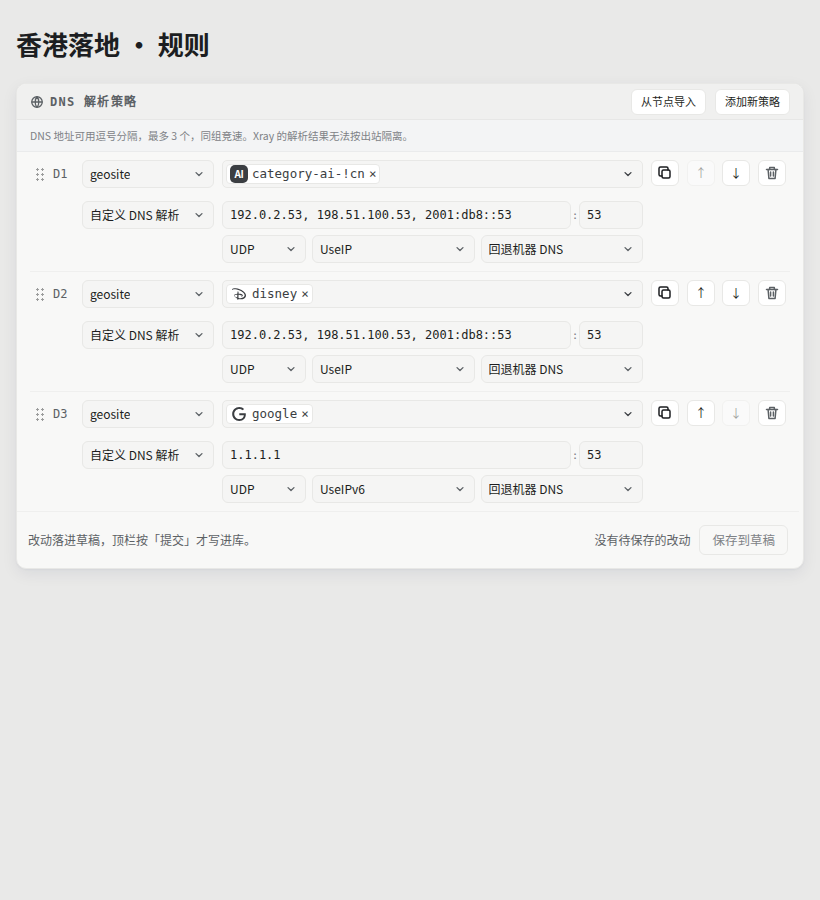 香港落地 · 规则
DNS 解析策略 从节点导入 添加新策略
DNS 地址可用逗号分隔，最多 3 个，同组竞速。Xray 的解析结果无法按出站隔离。
D1 geosite AI category-ai-!cn × ↑ ↓
自定义 DNS 解析 192.0.2.53, 198.51.100.53, 2001:db8::53 : 53
UDP UseIP 回退机器 DNS
D2 geosite disney × ↑ ↓
自定义 DNS 解析 192.0.2.53, 198.51.100.53, 2001:db8::53 : 53
UDP UseIP 回退机器 DNS
D3 geosite google × ↑ ↓
自定义 DNS 解析 1.1.1.1 : 53
UDP UseIPv6 回退机器 DNS
改动落进草稿，顶栏按「提交」才写进库。 没有待保存的改动 保存到草稿